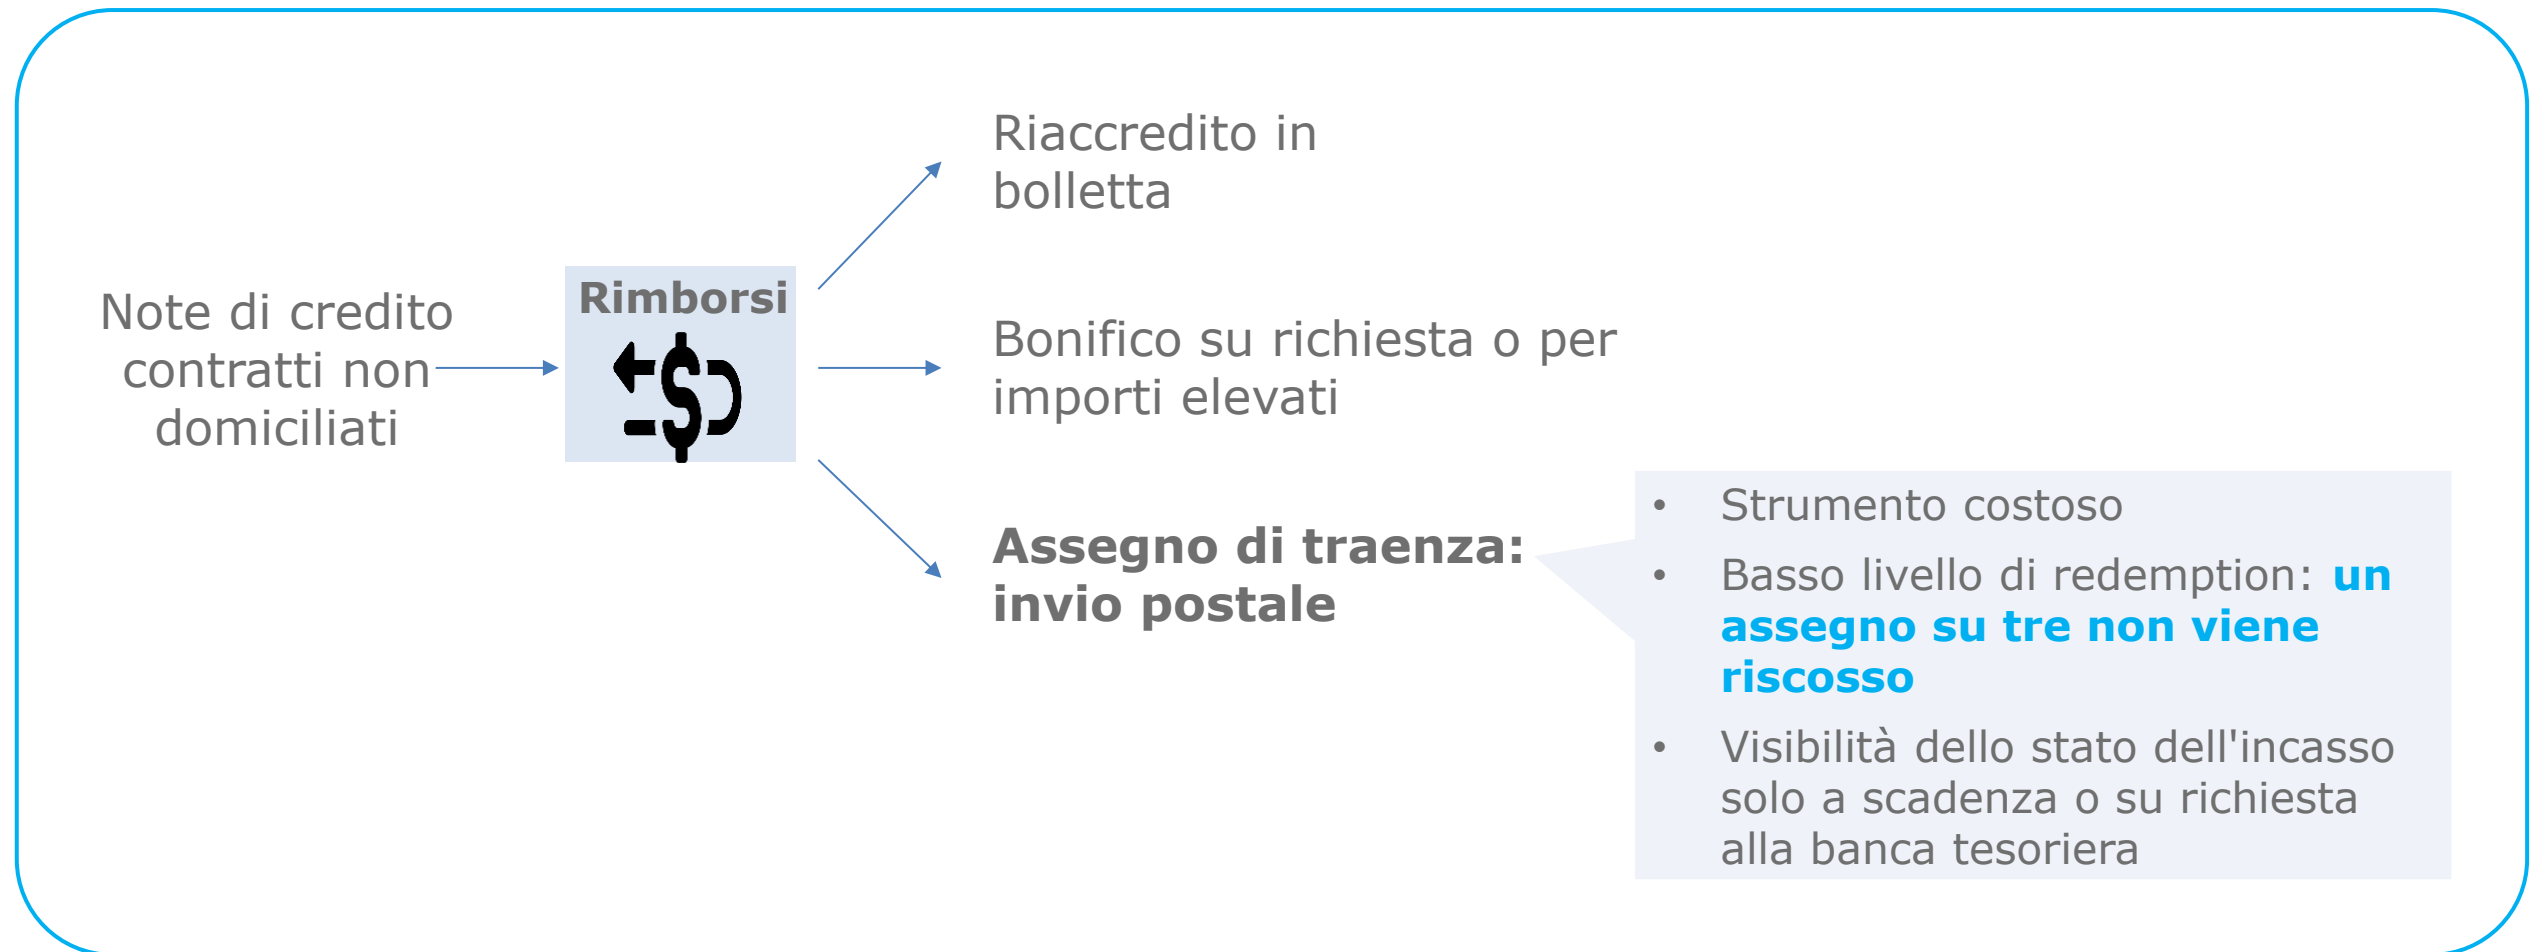 Note di credito
contratti non
domiciliati
Rimborsi
Riaccredito in
bolletta
Bonifico su richiesta o per
importi elevati
Assegno di traenza:
invio postale
• Strumento costoso
• Basso livello di redemption: un
assegno su tre non viene
riscosso
• Visibilità dello stato dell'incasso
solo a scadenza o su richiesta
alla banca tesoriera